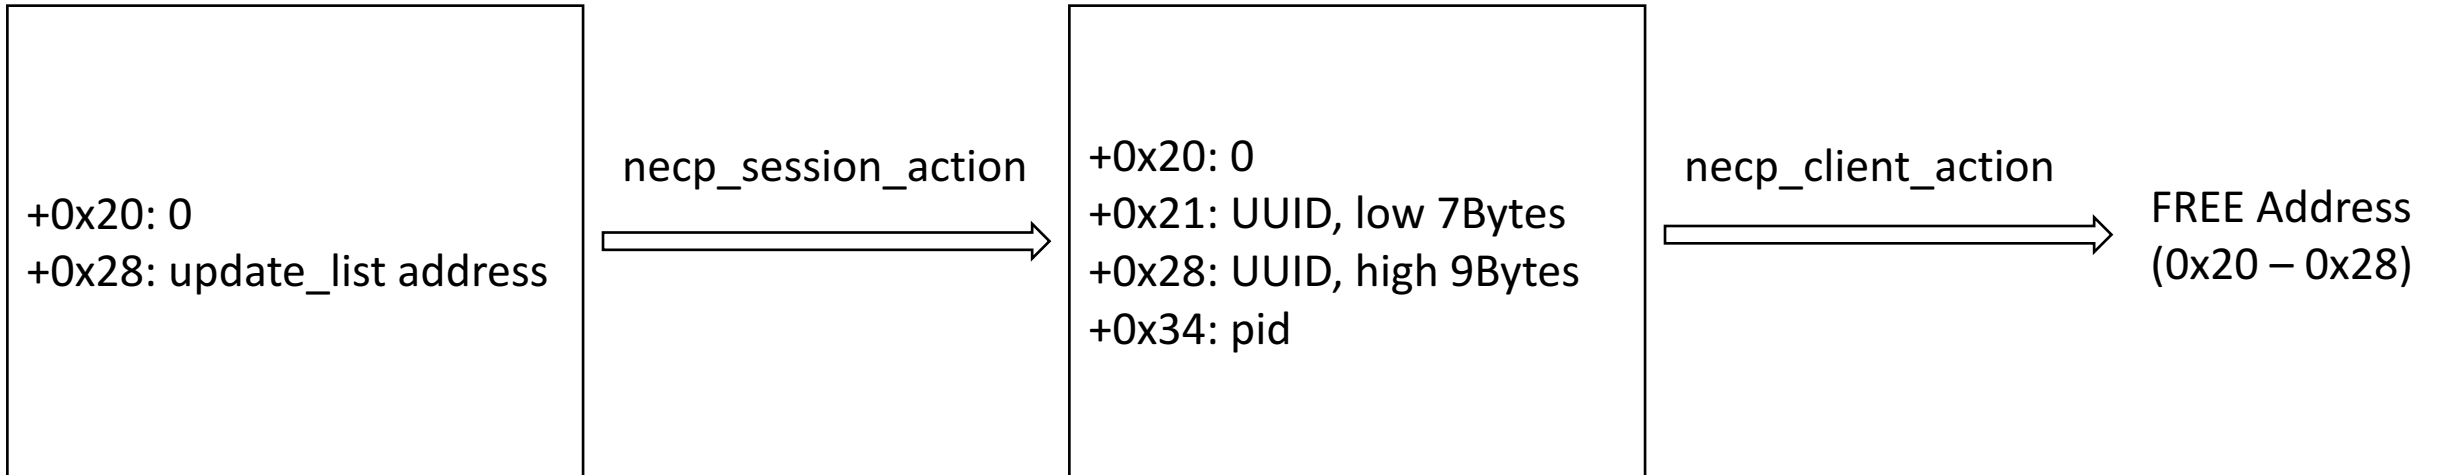 +0x20: 0
+0x28: update_list address
necp_session_action
+0x20: 0
+0x21: UUID, low 7Bytes
+0x28: UUID, high 9Bytes
+0x34: pid
necp_client_action
FREE Address
(0x20 – 0x28)